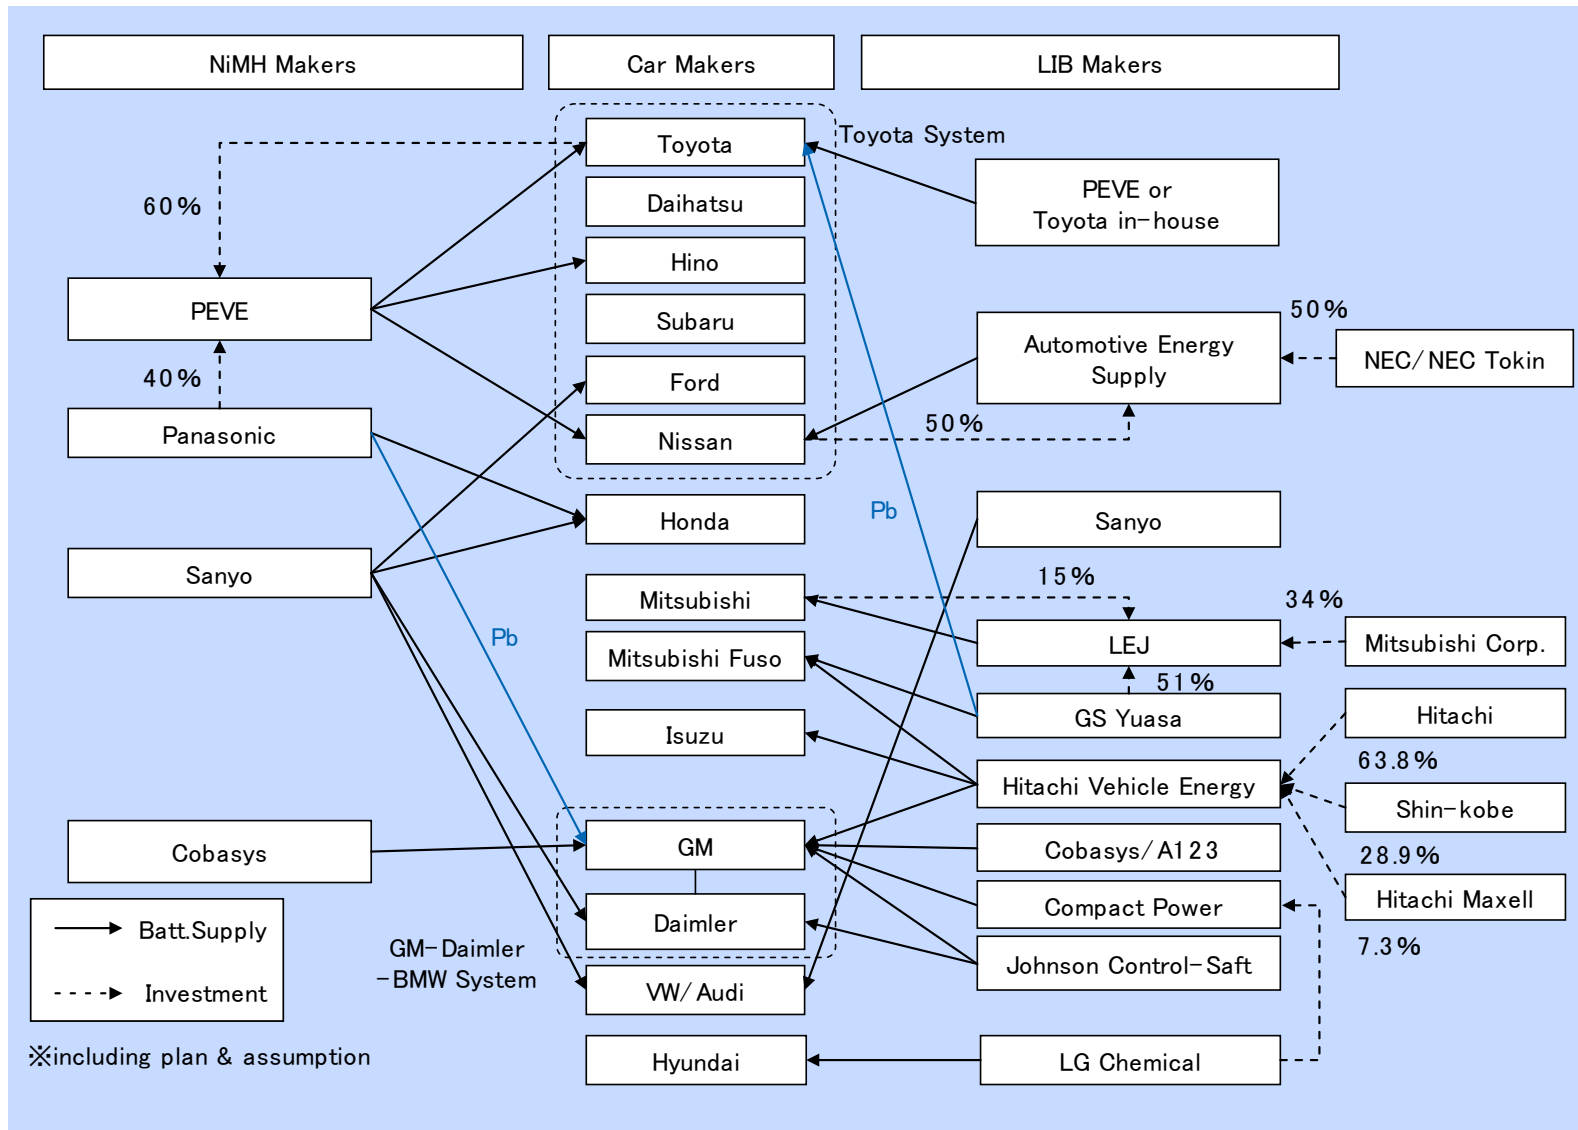 NiMH Makers
Car Makers
LIB Makers
Toyota
Toyota System
Daihatsu
PEVE or
Toyota in-house
60%
Hino
PEVE
Subaru
50%
Automotive Energy
Supply
NEC/NEC Tokin
40%
Ford
Panasonic
Nissan
50%
Pb
Honda
Sanyo
Sanyo
15%
Mitsubishi
34%
Pb
LEJ
Mitsubishi Corp.
Mitsubishi Fuso
51%
GS Yuasa
Hitachi
Isuzu
63.8%
Hitachi Vehicle Energy
Shin-kobe
Cobasys
GM
Cobasys/A123
28.9%
Compact Power
Hitachi Maxell
Batt.Supply
Daimler
7.3%
GM-Daimler
-BMW System
Johnson Control-Saft
Investment
VW/Audi
※including plan & assumption
Hyundai
LG Chemical